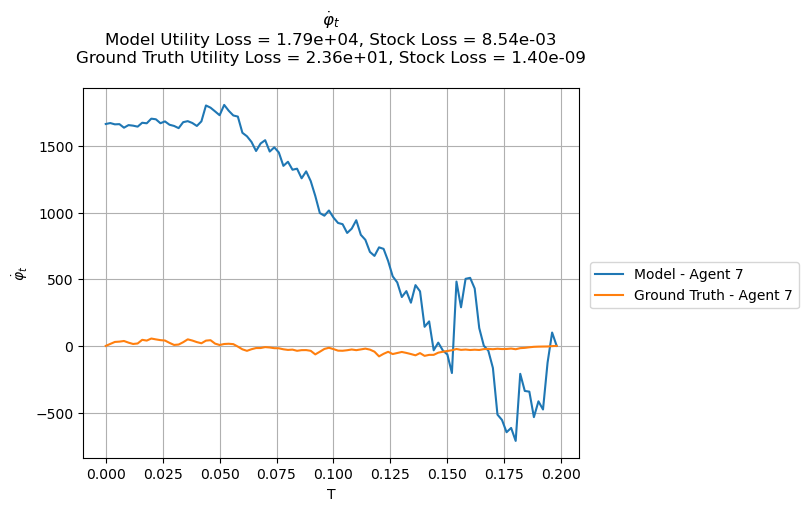 φ̇ₜ
Model Utility Loss = 1.79e+04, Stock Loss = 8.54e-03
Ground Truth Utility Loss = 2.36e+01, Stock Loss = 1.40e-09
φ̇ₜ
1500
1000
500
0
−500
0.000 0.025 0.050 0.075 0.100 0.125 0.150 0.175 0.200
T
Model - Agent 7
Ground Truth - Agent 7